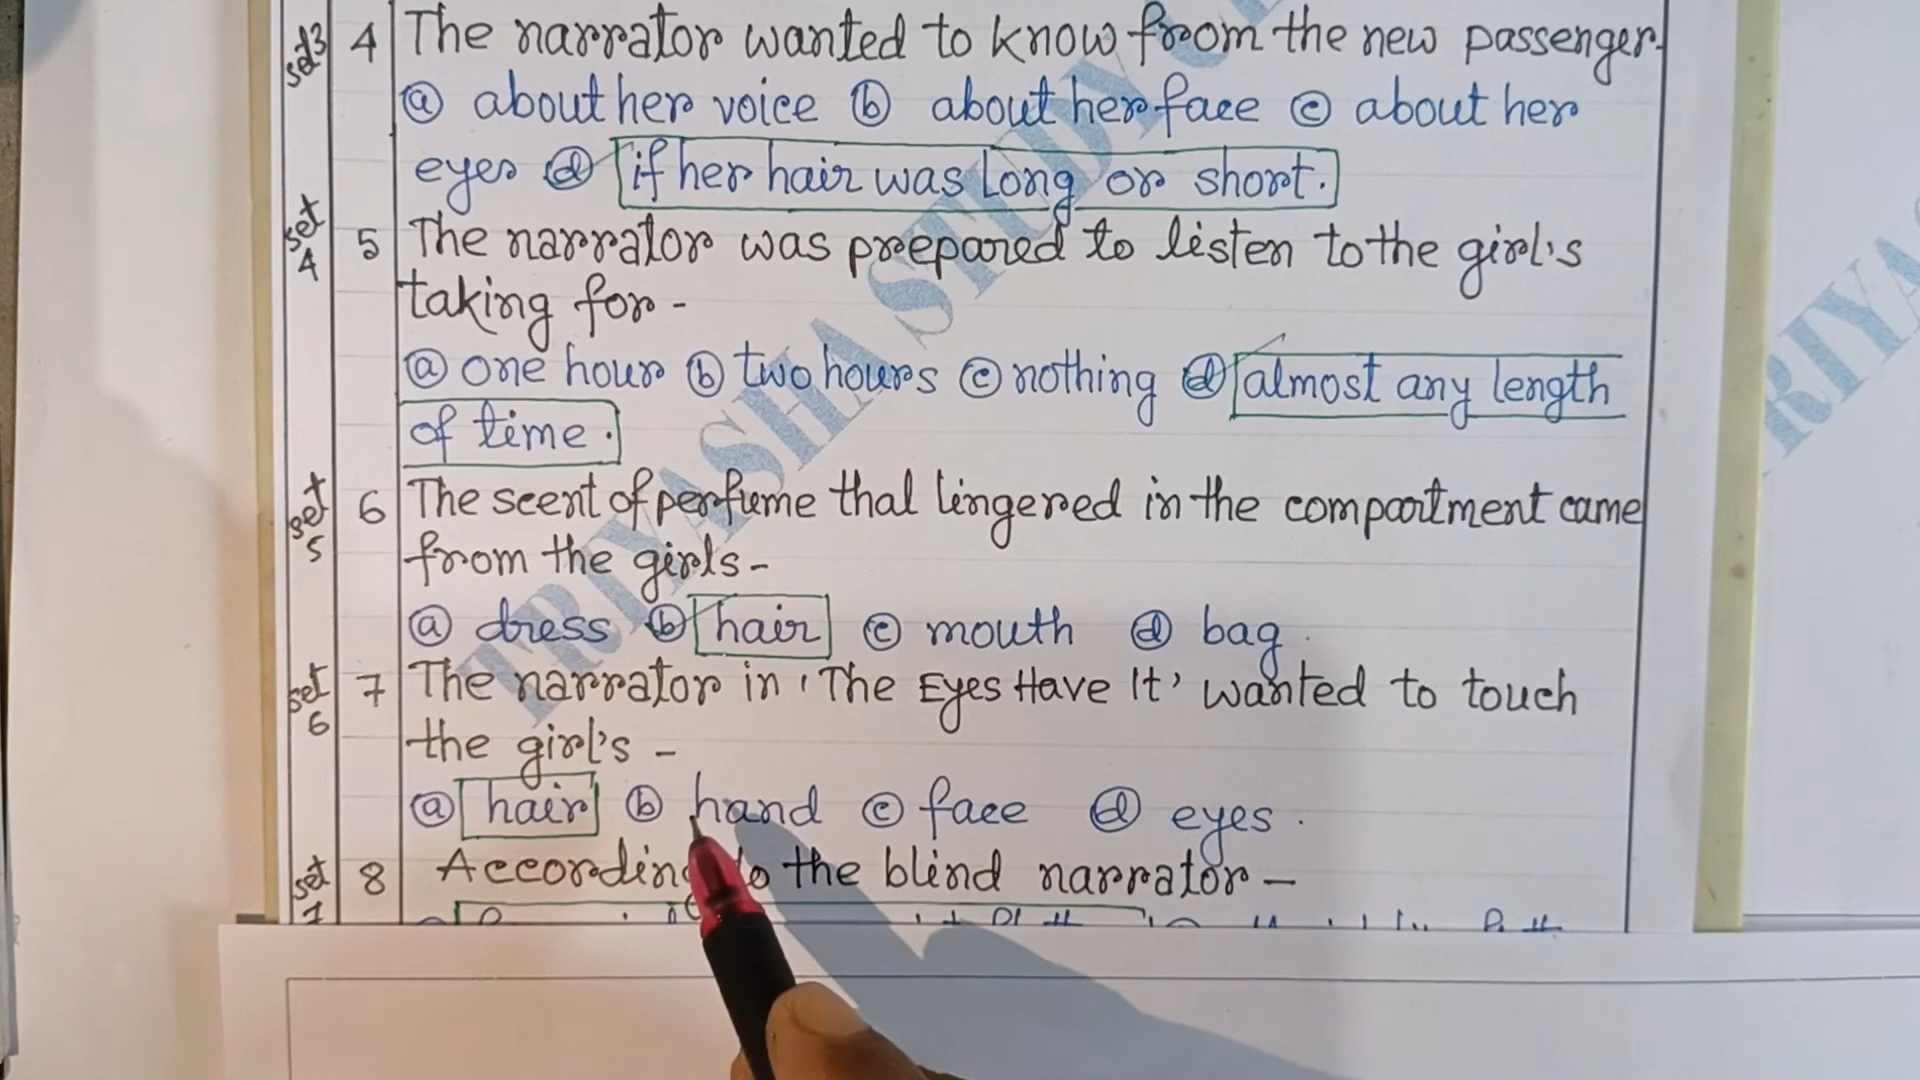 set 3 4 The narrator wanted to know from the new passenger.
ⓐ about her voice ⓑ about her face ⓒ about her
eyes ⓓ if her hair was long or short.
set 4 5 The narrator was prepared to listen to the girl's
taking for -
ⓐ one hour ⓑ two hours ⓒ nothing ⓓ almost any length
of time.
set 5 6 The scent of perfume that lingered in the compartment came
from the girls -
ⓐ dress ⓑ hair ⓒ mouth ⓓ bag.
set 6 7 The narrator in 'The Eyes Have It' wanted to touch
the girl's -
ⓐ hair ⓑ hand ⓒ face ⓓ eyes.
set 7 8 According to the blind narrator -
TRIYASHA STUDY
RIYAS